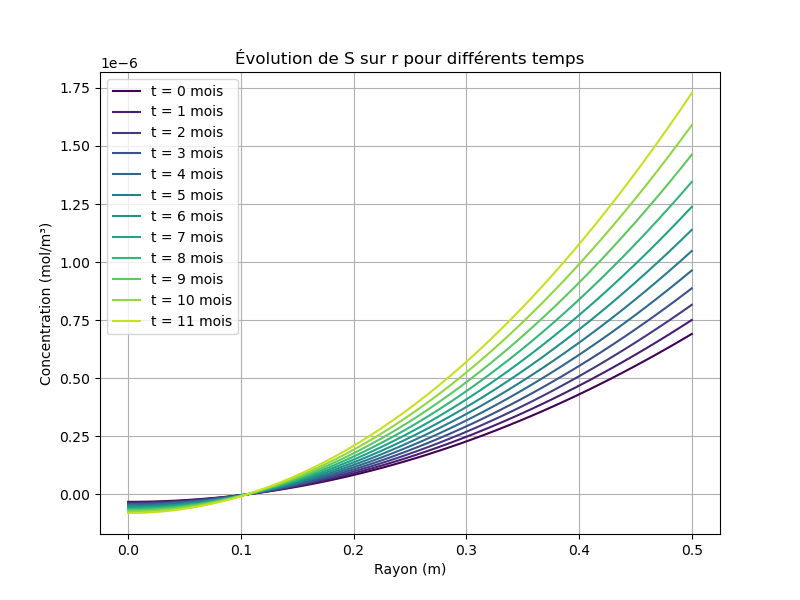 Évolution de S sur r pour différents temps
1e−6
1.75
1.50
1.25
1.00
0.75
0.50
0.25
0.00
Concentration (mol/m³)
t = 0 mois
t = 1 mois
t = 2 mois
t = 3 mois
t = 4 mois
t = 5 mois
t = 6 mois
t = 7 mois
t = 8 mois
t = 9 mois
t = 10 mois
t = 11 mois
0.0 0.1 0.2 0.3 0.4 0.5
Rayon (m)